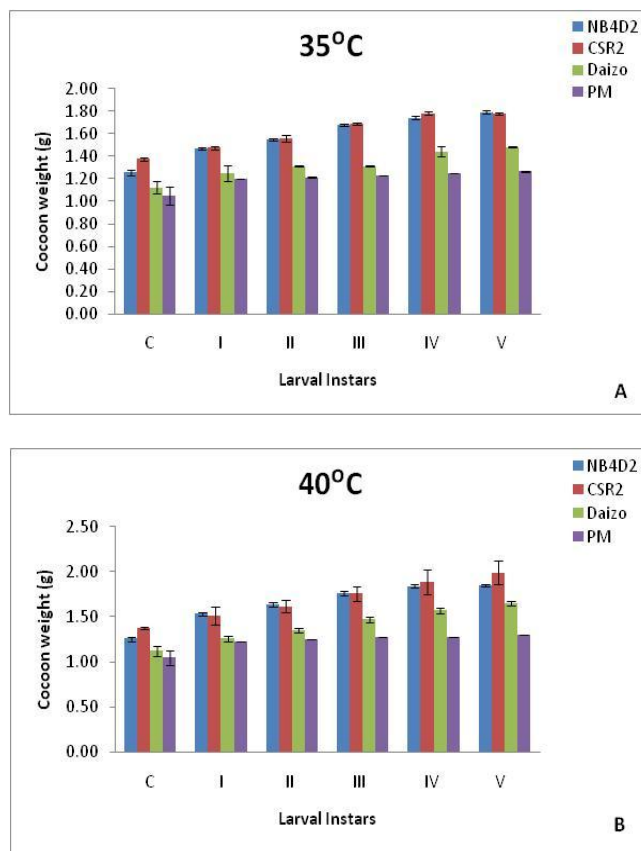 35°C
NB4D2
CSR2
Daizo
PM
Cocoon weight (g)
2.00
1.80
1.60
1.40
1.20
1.00
0.80
0.60
0.40
0.20
0.00
C I II III IV V
Larval Instars
A
40°C
NB4D2
CSR2
Daizo
PM
Cocoon weight (g)
2.50
2.00
1.50
1.00
0.50
0.00
C I II III IV V
Larval Instars
B